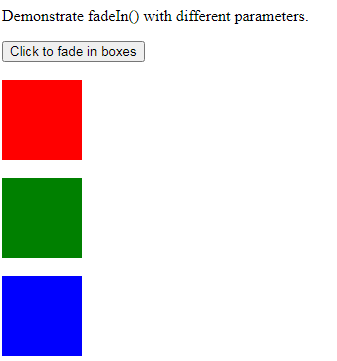 Demonstrate fadeIn() with different parameters.
Click to fade in boxes